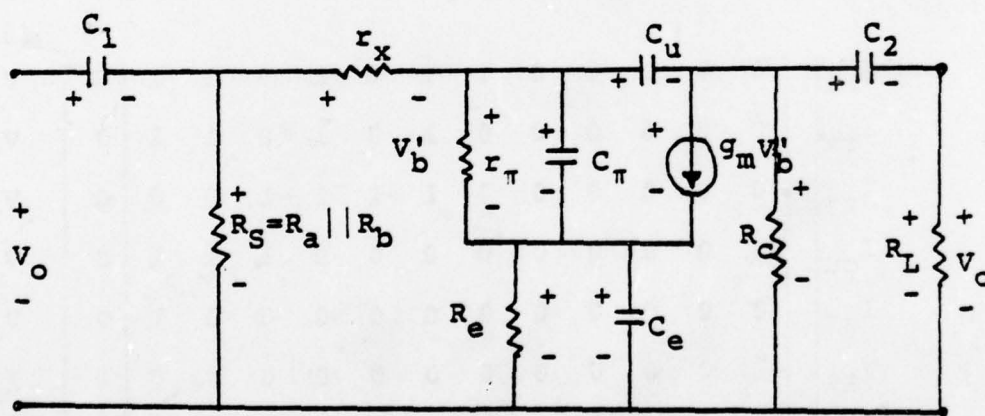 C1 rx Cu C2
+ - + - + - + -
V'b + rπ - + Cπ - + - gmV'b
+ Vo - + RS=Ra||Rb - Rc + - + RL - + Vo -
Re + - + Ce -